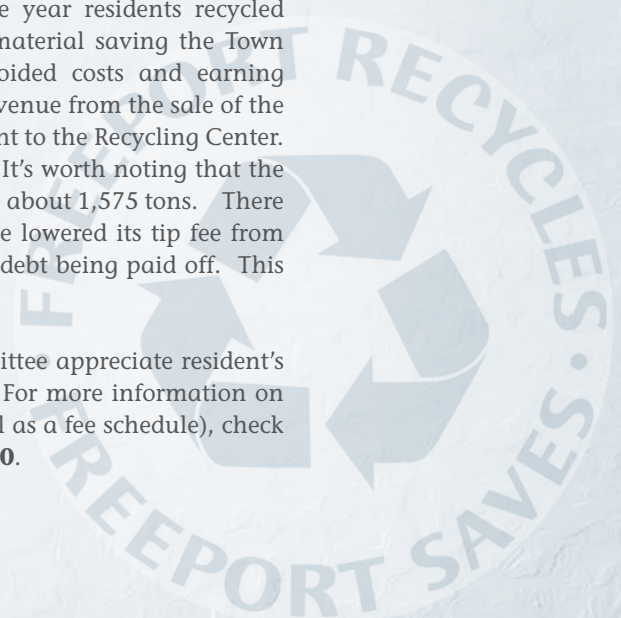 e year residents recycled
material saving the Town
oided costs and earning
venue from the sale of the
nt to the Recycling Center.
It's worth noting that the
about 1,575 tons. There
e lowered its tip fee from
debt being paid off. This
ittee appreciate resident's
For more information on
l as a fee schedule), check
0.
• FREEPORT RECYCLES •
FREEPORT SAVES